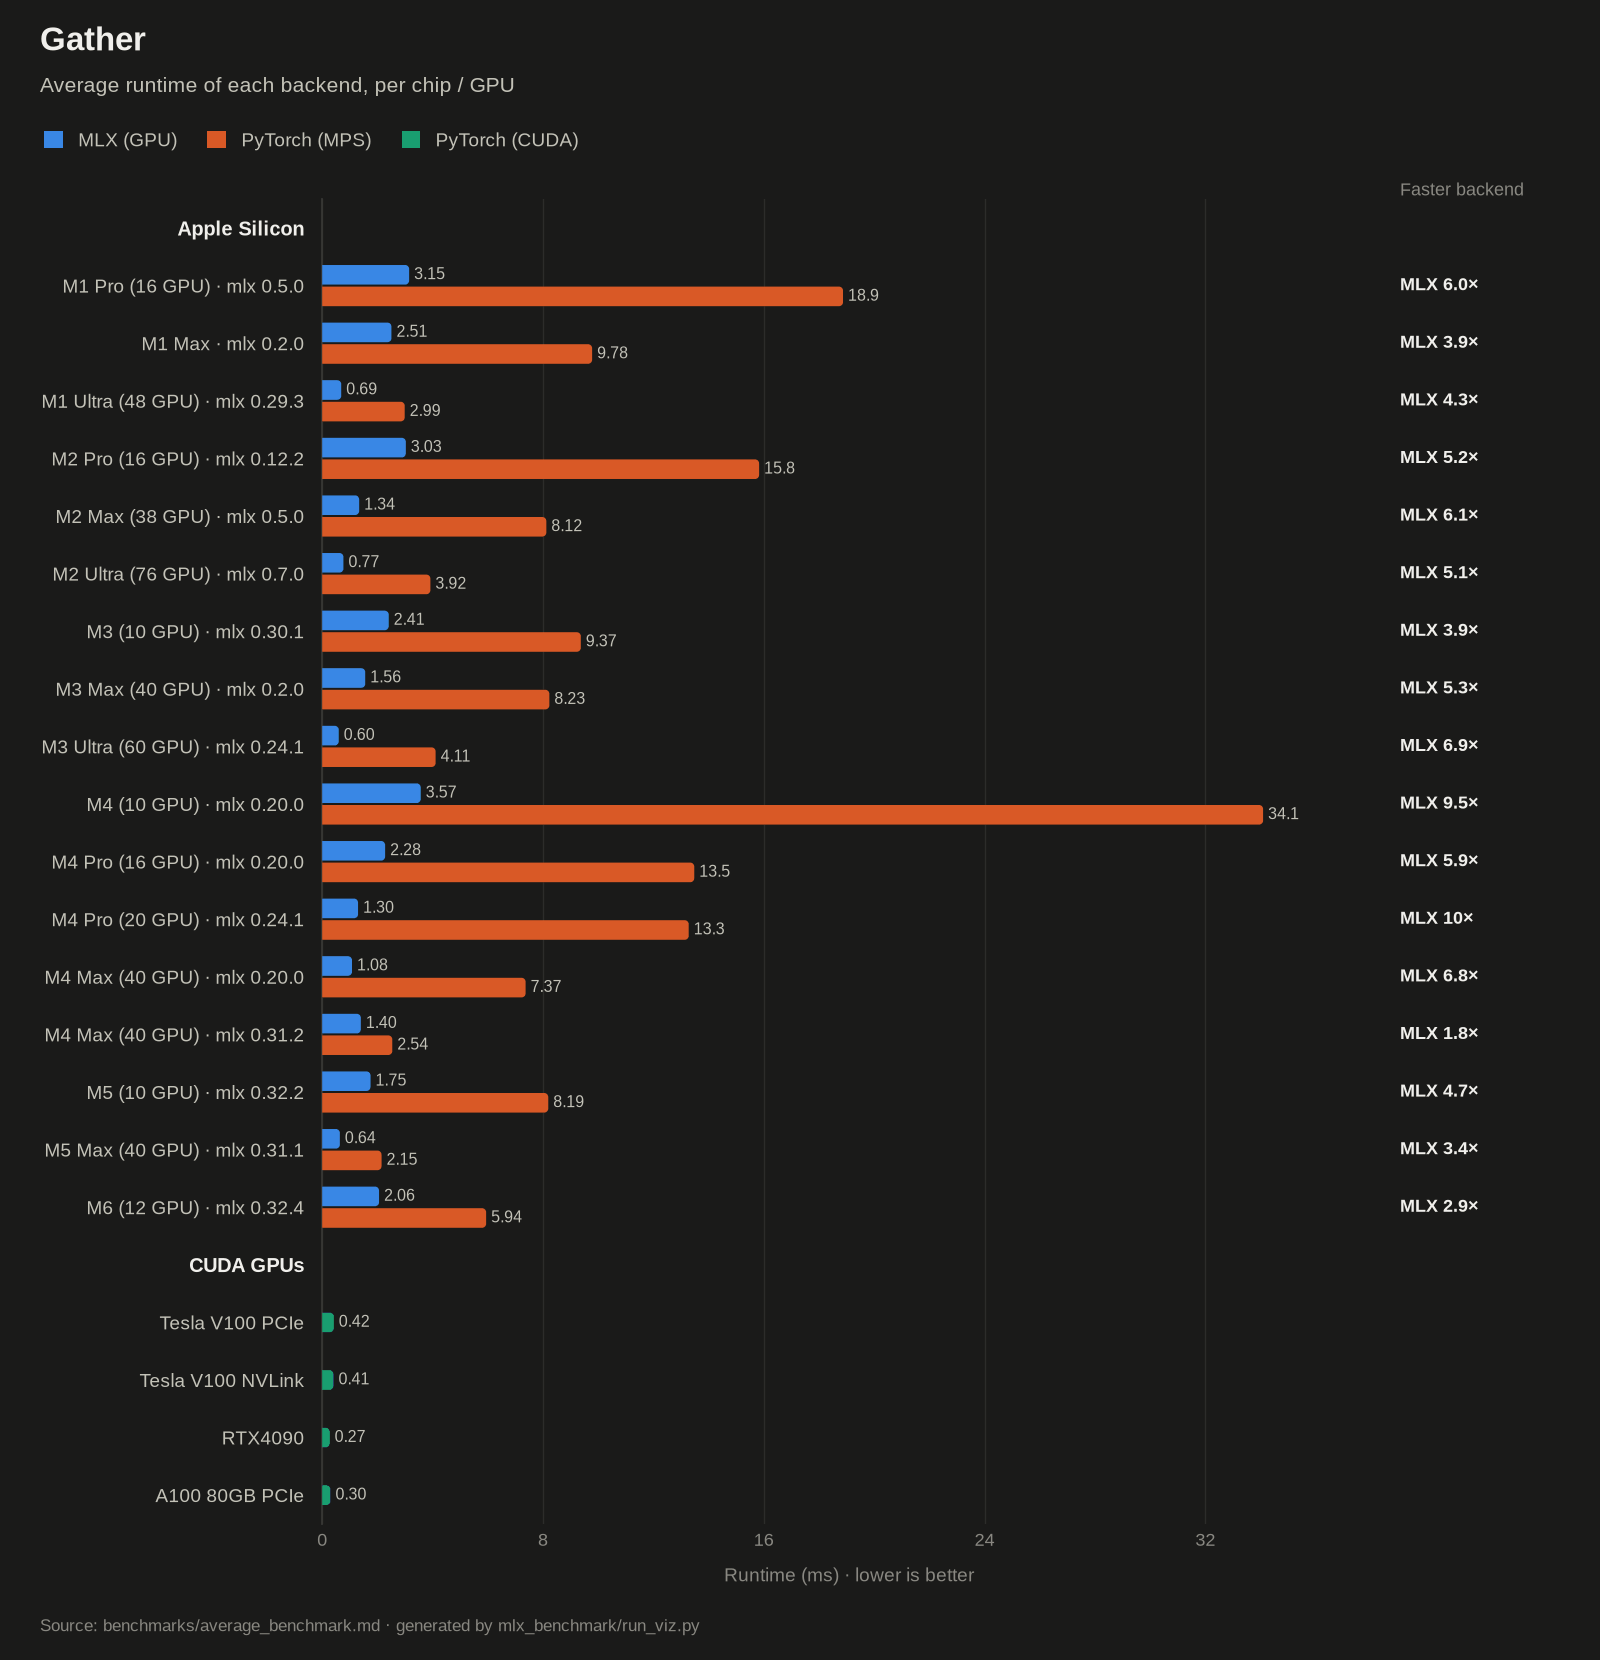 Gather
Average runtime of each backend, per chip / GPU
MLX (GPU) PyTorch (MPS) PyTorch (CUDA)
Faster backend
Apple Silicon
M1 Pro (16 GPU) · mlx 0.5.0 3.15 18.9 MLX 6.0×
M1 Max · mlx 0.2.0 2.51 9.78 MLX 3.9×
M1 Ultra (48 GPU) · mlx 0.29.3 0.69 2.99 MLX 4.3×
M2 Pro (16 GPU) · mlx 0.12.2 3.03 15.8 MLX 5.2×
M2 Max (38 GPU) · mlx 0.5.0 1.34 8.12 MLX 6.1×
M2 Ultra (76 GPU) · mlx 0.7.0 0.77 3.92 MLX 5.1×
M3 (10 GPU) · mlx 0.30.1 2.41 9.37 MLX 3.9×
M3 Max (40 GPU) · mlx 0.2.0 1.56 8.23 MLX 5.3×
M3 Ultra (60 GPU) · mlx 0.24.1 0.60 4.11 MLX 6.9×
M4 (10 GPU) · mlx 0.20.0 3.57 34.1 MLX 9.5×
M4 Pro (16 GPU) · mlx 0.20.0 2.28 13.5 MLX 5.9×
M4 Pro (20 GPU) · mlx 0.24.1 1.30 13.3 MLX 10×
M4 Max (40 GPU) · mlx 0.20.0 1.08 7.37 MLX 6.8×
M4 Max (40 GPU) · mlx 0.31.2 1.40 2.54 MLX 1.8×
M5 (10 GPU) · mlx 0.32.2 1.75 8.19 MLX 4.7×
M5 Max (40 GPU) · mlx 0.31.1 0.64 2.15 MLX 3.4×
M6 (12 GPU) · mlx 0.32.4 2.06 5.94 MLX 2.9×
CUDA GPUs
Tesla V100 PCIe 0.42
Tesla V100 NVLink 0.41
RTX4090 0.27
A100 80GB PCIe 0.30
0 8 16 24 32
Runtime (ms) · lower is better
Source: benchmarks/average_benchmark.md · generated by mlx_benchmark/run_viz.py